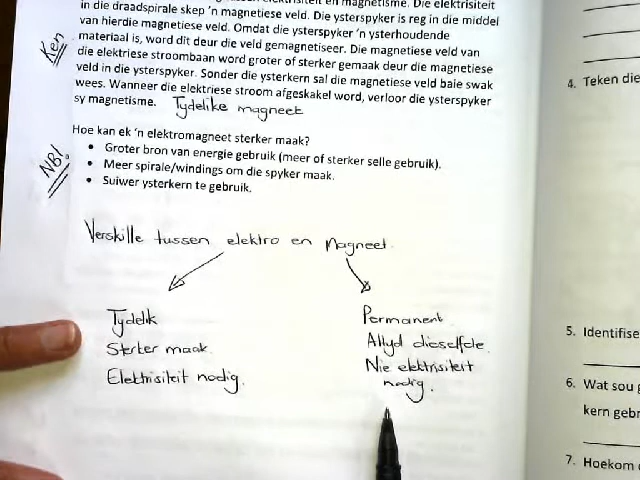 elektrisiteit en magnetisme. Die elektrisiteit
in die draadspirale skep 'n magnetiese veld. Die ysterspyker is reg in die middel
van hierdie magnetiese veld. Omdat die ysterspyker 'n ysterhoudende
materiaal is, word dit deur die veld gemagnetiseer. Die magnetiese veld van
die elektriese stroombaan word groter of sterker gemaak deur die magnetiese
veld in die ysterspyker. Sonder die ysterkern sal die magnetiese veld baie swak
wees. Wanneer die elektriese stroom afgeskakel word, verloor die ysterspyker
sy magnetisme. Tydelike magneet
Ken
Hoe kan ek 'n elektromagneet sterker maak?
• Groter bron van energie gebruik (meer of sterker selle gebruik).
• Meer spirale/windings om die spyker maak.
• Suiwer ysterkern te gebruik.
NB!
Verskille tussen elektro en Magneet.
Tydelik
Sterker maak.
Elektrisiteit nodig.
Permanent
Altyd dieselfde.
Nie elektrisiteit
nodig.
4. Teken die
5. Identifise
6. Wat sou
kern gebr
7. Hoekom